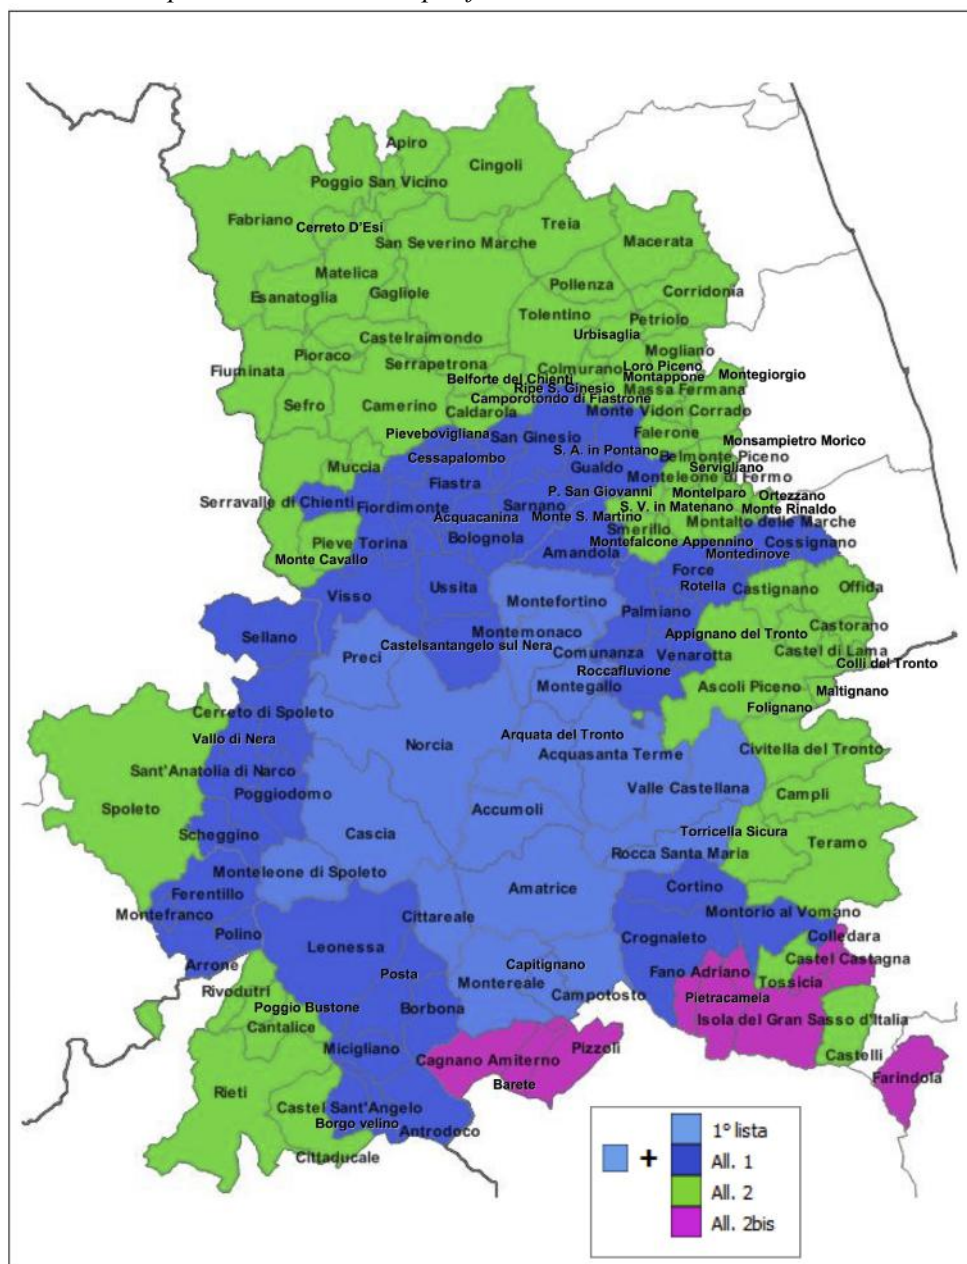 Apiro
Cingoli
Poggio San Vicino
Fabriano
Cerreto D'Esi
Treia
San Severino Marche
Macerata
Matelica
Esanatoglia
Gagliole
Pollenza
Corridonia
Tolentino
Petriolo
Urbisaglia
Castelraimondo
Mogliano
Pioraco
Fiuminata
Serrapetrona
Colmurano
Loro Piceno
Montappone
Montegiorgio
Belforte del Chienti
Ripe S. Ginesio
Massa Fermana
Camporotondo di Fiastrone
Sefro
Camerino
Caldarola
Monte Vidon Corrado
Pievebovigliana
San Ginesio
Falerone
Monsampietro Morico
Cessapalombo
S. A. in Pontano
Belmonte Piceno
Muccia
Gualdo
Servigliano
Monteleone di Fermo
Fiastra
Serravalle di Chienti
Fiordimonte
Sarnano
P. San Giovanni
Montelparo
Ortezzano
Acquacanina
Monte S. Martino
S. V. in Matenano
Monte Rinaldo
Smerillo
Montalto delle Marche
Pieve Torina
Bolognola
Montefalcone Appennino
Cossignano
Monte Cavallo
Amandola
Montedinove
Force
Rotella
Visso
Ussita
Castignano
Offida
Montefortino
Palmiano
Sellano
Montemonaco
Appignano del Tronto
Castorano
Castelsantangelo sul Nera
Preci
Comunanza
Venarotta
Castel di Lama
Colli del Tronto
Roccafluvione
Montegallo
Ascoli Piceno
Maltignano
Folignano
Cerreto di Spoleto
Vallo di Nera
Norcia
Arquata del Tronto
Acquasanta Terme
Civitella del Tronto
Sant'Anatolia di Narco
Poggiodomo
Valle Castellana
Campli
Spoleto
Accumoli
Scheggino
Cascia
Torricella Sicura
Teramo
Rocca Santa Maria
Monteleone di Spoleto
Ferentillo
Amatrice
Cortino
Montefranco
Cittareale
Montorio al Vomano
Polino
Leonessa
Crognaleto
Colledara
Arrone
Posta
Capitignano
Fano Adriano
Castel Castagna
Rivodutri
Montereale
Tossicia
Poggio Bustone
Borbona
Campotosto
Pietracamela
Cantalice
Isola del Gran Sasso d'Italia
Micigliano
Cagnano Amiterno
Pizzoli
Castelli
Barete
Farindola
Rieti
Castel Sant'Angelo
Borgo velino
Antrodoco
Cittaducale
1° lista
+
All. 1
All. 2
All. 2bis